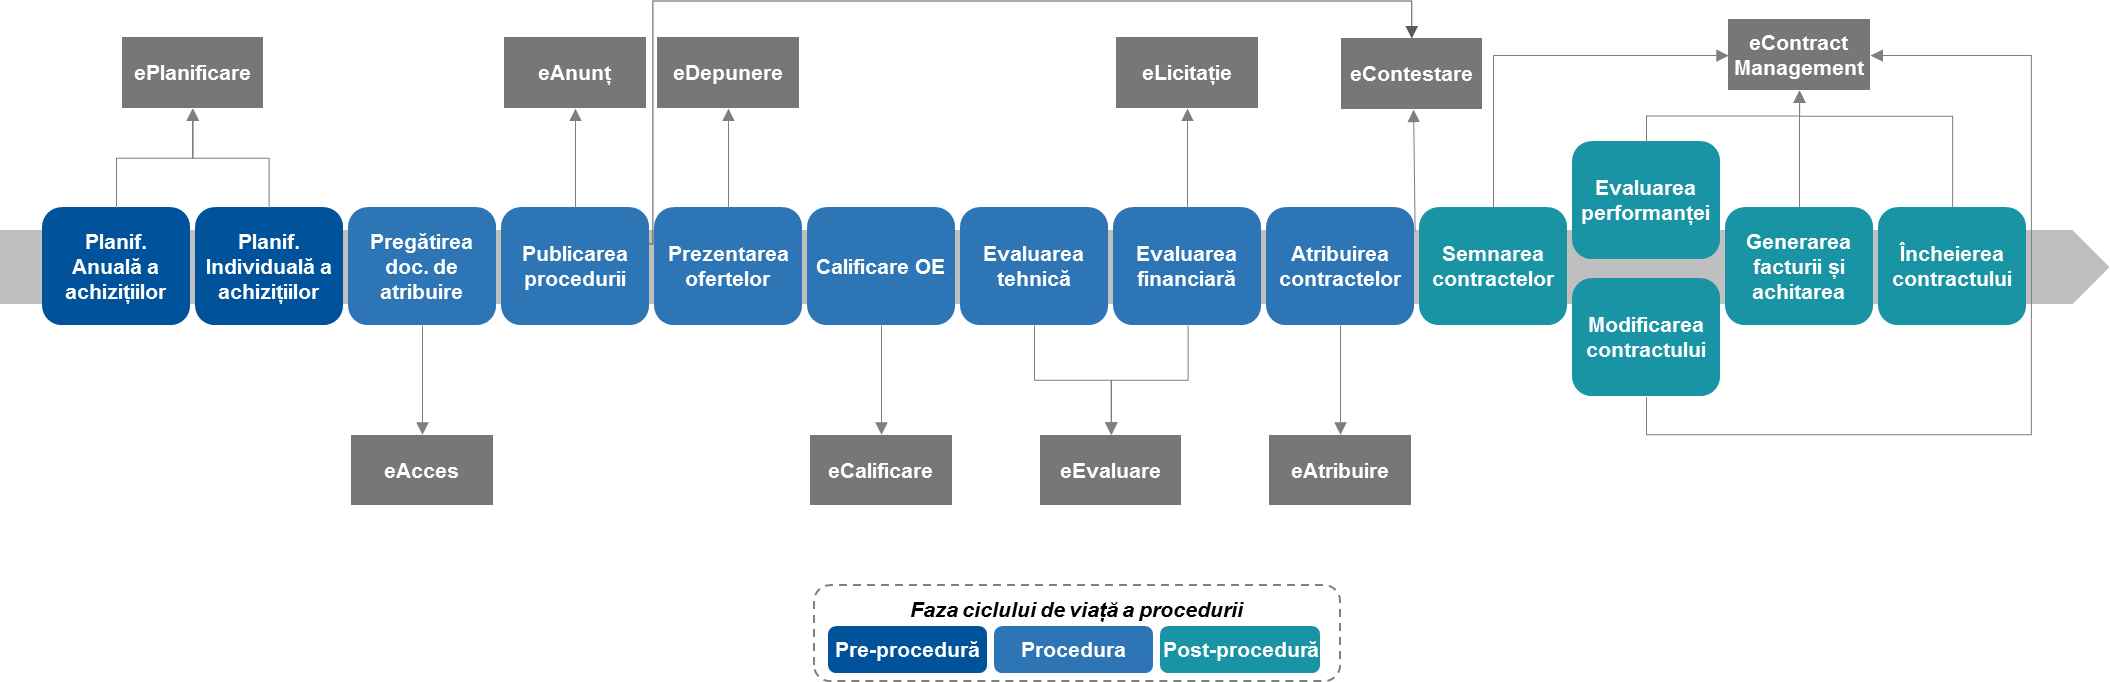 eContract
Management
ePlanificare
eAnunț
eDepunere
eLicitație
eContestare
Evaluarea
performanței
Planif.
Anuală a
achizițiilor
Planif.
Individuală a
achizițiilor
Pregătirea
doc. de
atribuire
Publicarea
procedurii
Prezentarea
ofertelor
Calificare OE
Evaluarea
tehnică
Evaluarea
financiară
Atribuirea
contractelor
Semnarea
contractelor
Generarea
facturii și
achitarea
Încheierea
contractului
Modificarea
contractului
eAcces
eCalificare
eEvaluare
eAtribuire
Faza ciclului de viață a procedurii
Pre-procedură
Procedura
Post-procedură